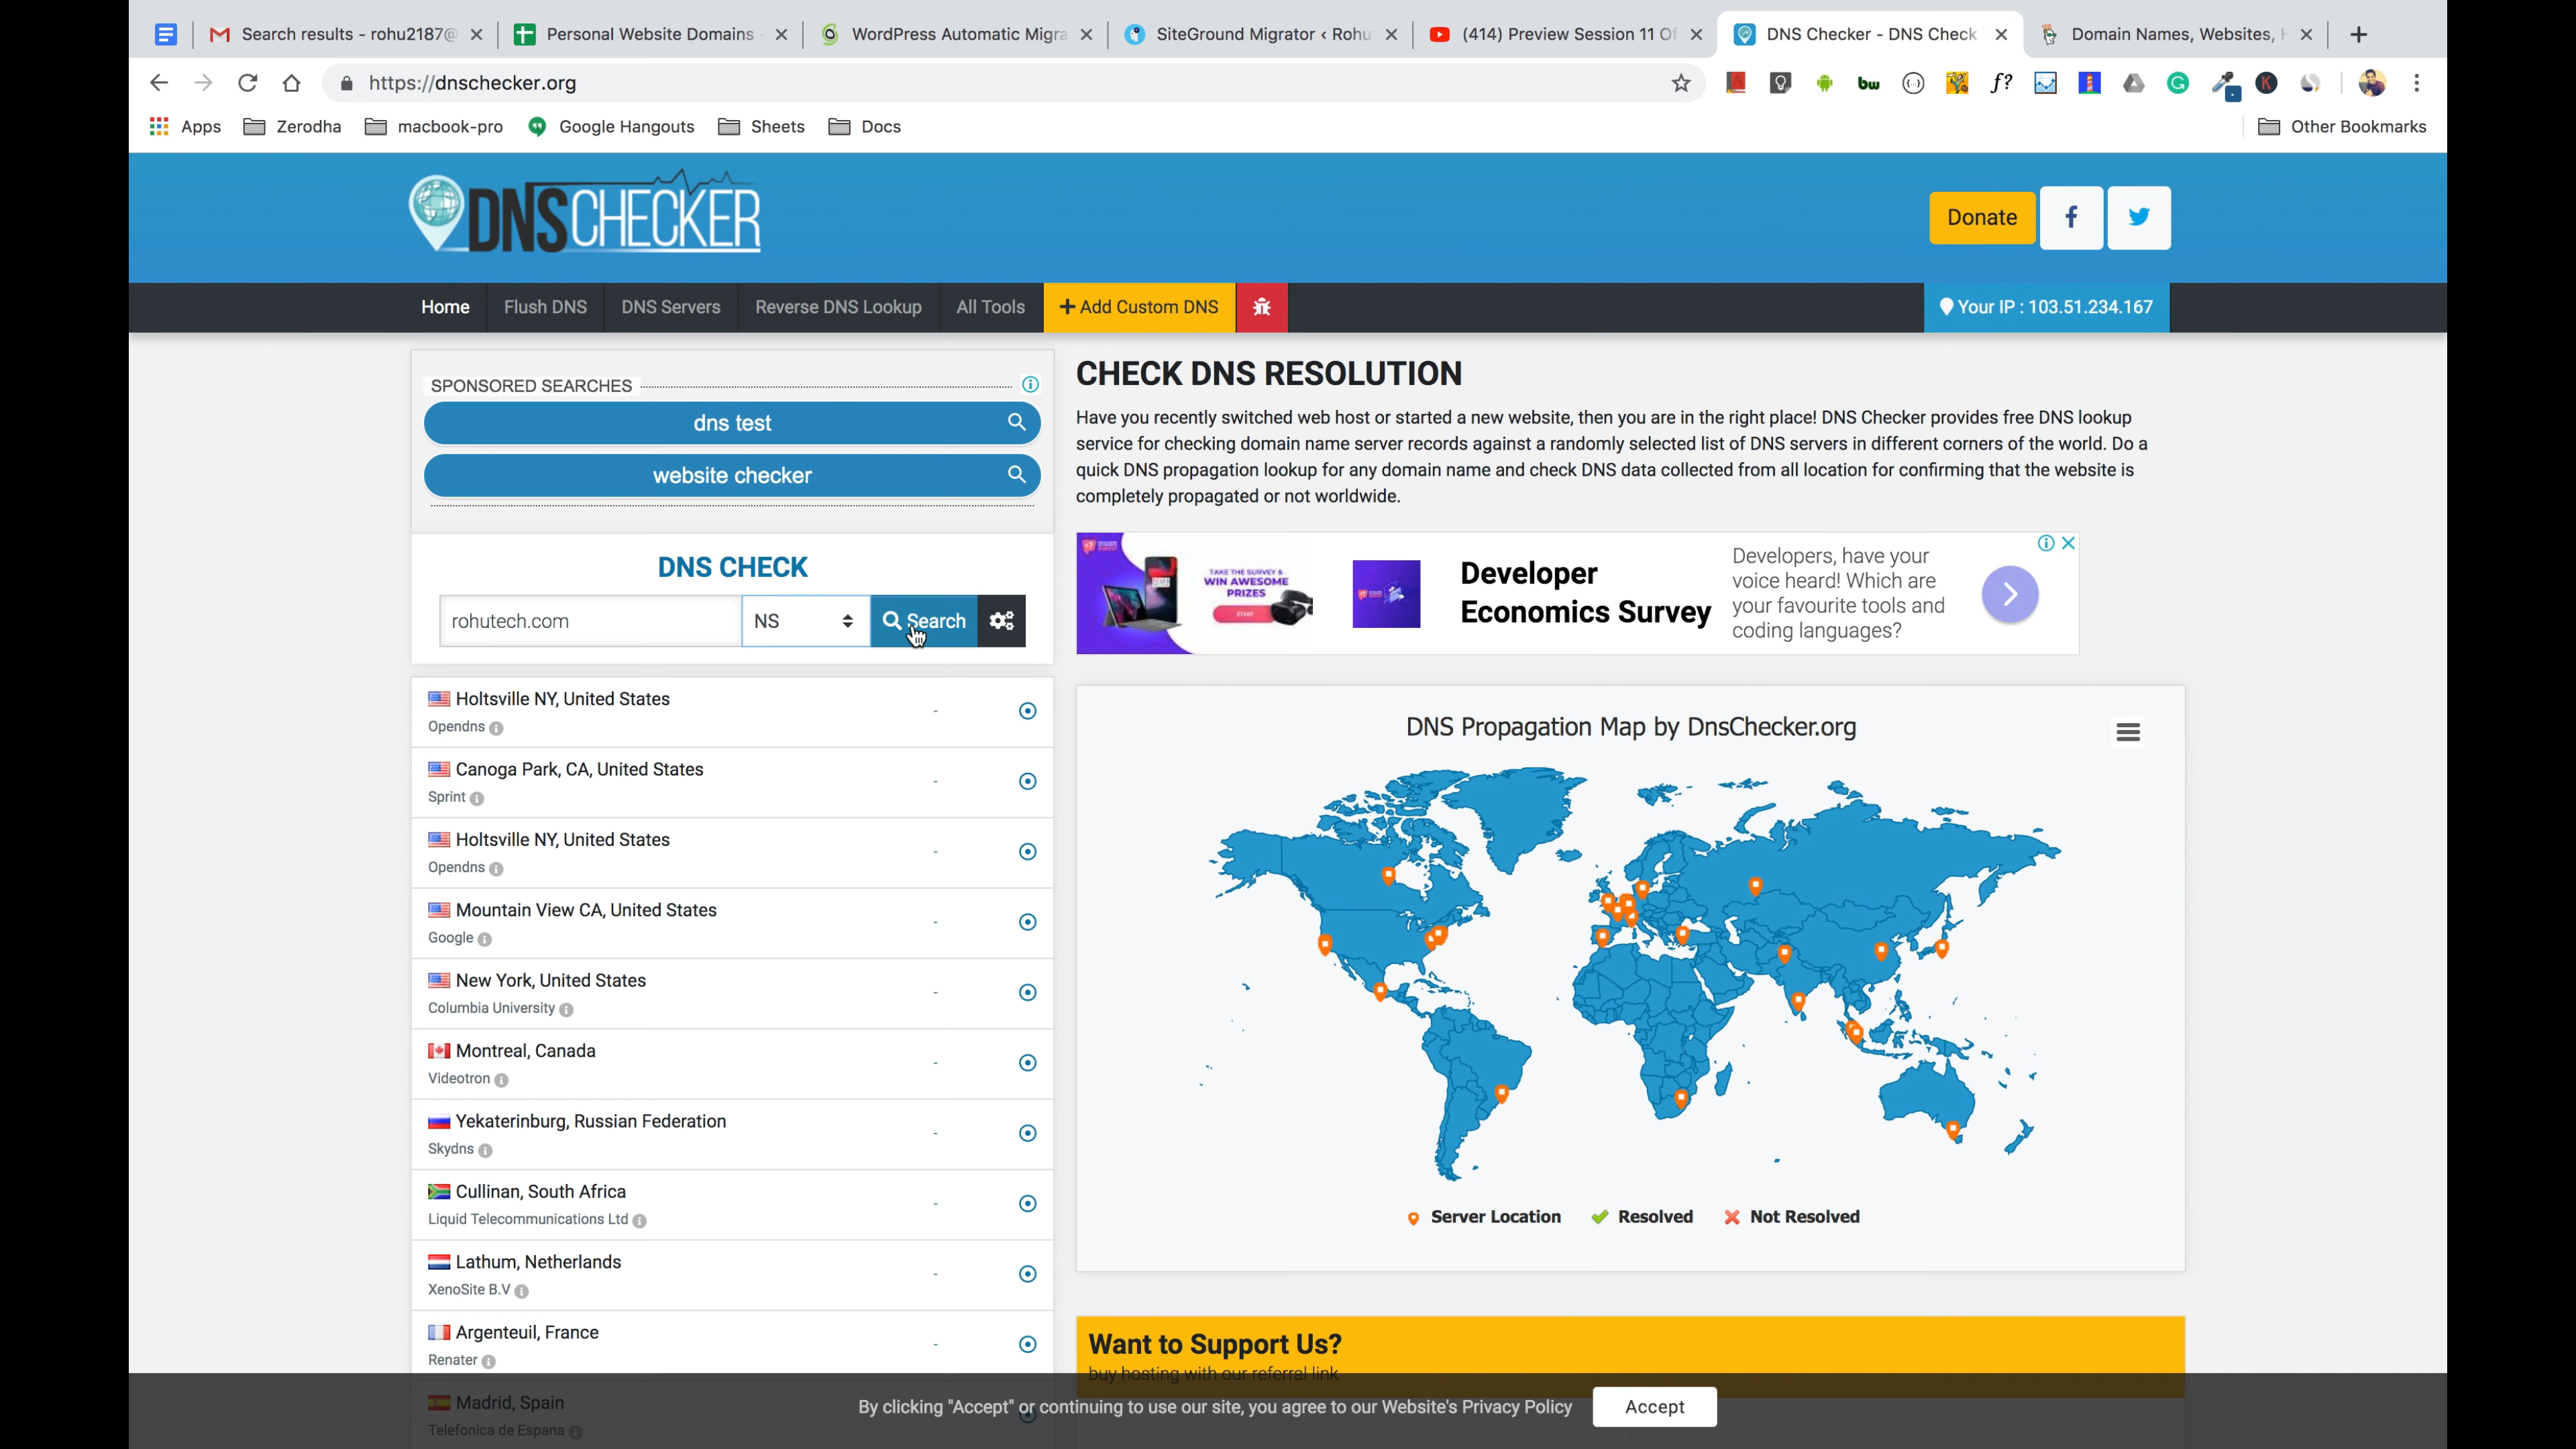 Search results - rohu2187@
Personal Website Domains -
WordPress Automatic Migra
SiteGround Migrator ‹ Rohu
(414) Preview Session 11 Of
DNS Checker - DNS Check
Domain Names, Websites, H
https://dnschecker.org
Apps
Zerodha
macbook-pro
Google Hangouts
Sheets
Docs
Other Bookmarks
DNSCHECKER
Donate
Home
Flush DNS
DNS Servers
Reverse DNS Lookup
All Tools
+ Add Custom DNS
Your IP : 103.51.234.167
SPONSORED SEARCHES
dns test
website checker
DNS CHECK
rohutech.com
NS
Search
Holtsville NY, United States
-
Opendns
Canoga Park, CA, United States
-
Sprint
Holtsville NY, United States
-
Opendns
Mountain View CA, United States
-
Google
New York, United States
-
Columbia University
Montreal, Canada
-
Videotron
Yekaterinburg, Russian Federation
-
Skydns
Cullinan, South Africa
-
Liquid Telecommunications Ltd
Lathum, Netherlands
-
XenoSite B.V
Argenteuil, France
-
Renater
Madrid, Spain
Telefonica de Espana
CHECK DNS RESOLUTION
Have you recently switched web host or started a new website, then you are in the right place! DNS Checker provides free DNS lookup
service for checking domain name server records against a randomly selected list of DNS servers in different corners of the world. Do a
quick DNS propagation lookup for any domain name and check DNS data collected from all location for confirming that the website is
completely propagated or not worldwide.
TAKE THE SURVEY &
WIN AWESOME
PRIZES
START
Developer
Economics Survey
Developers, have your
voice heard! Which are
your favourite tools and
coding languages?
DNS Propagation Map by DnsChecker.org
Server Location
Resolved
Not Resolved
Want to Support Us?
buy hosting with our referral link
By clicking "Accept" or continuing to use our site, you agree to our Website's Privacy Policy
Accept